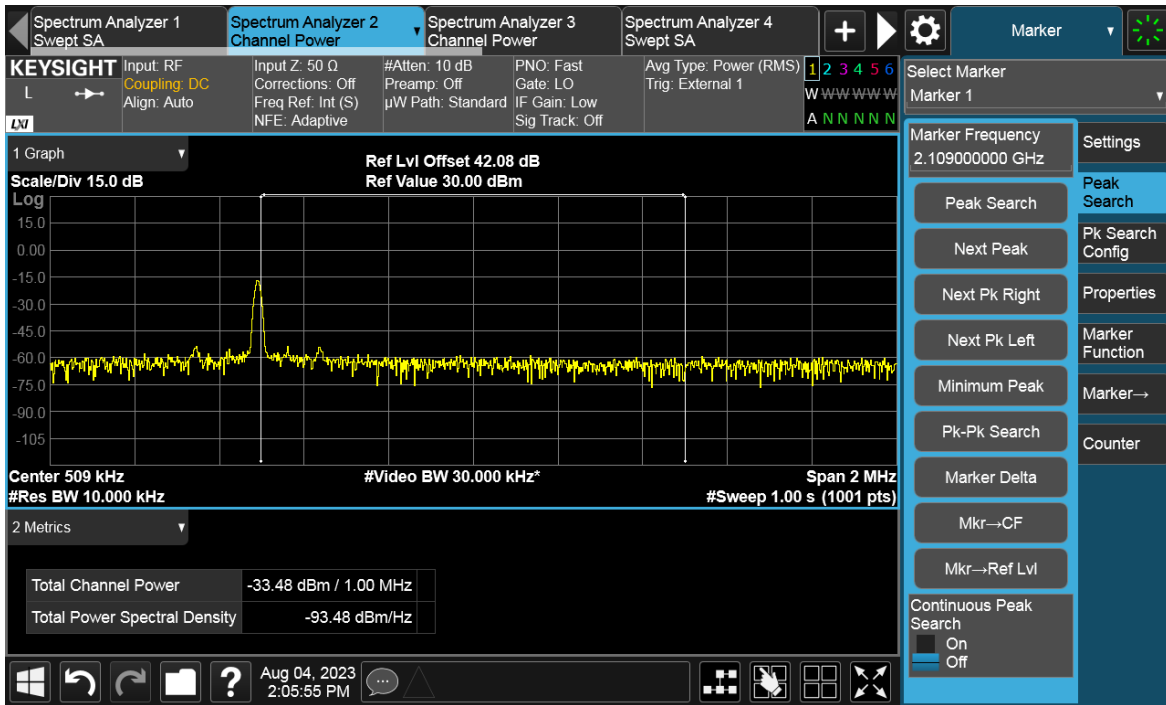 Spectrum Analyzer 1
Swept SA
Spectrum Analyzer 2
Channel Power
Spectrum Analyzer 3
Channel Power
Spectrum Analyzer 4
Swept SA
+
Marker
KEYSIGHT
L
LXI
Input: RF
Coupling: DC
Align: Auto
Input Z: 50 Ω
Corrections: Off
Freq Ref: Int (S)
NFE: Adaptive
#Atten: 10 dB
Preamp: Off
µW Path: Standard
PNO: Fast
Gate: LO
IF Gain: Low
Sig Track: Off
Avg Type: Power (RMS)
Trig: External 1
1 2 3 4 5 6
W W W W W W
A N N N N N
Select Marker
Marker 1
Marker Frequency
2.109000000 GHz
Peak Search
Next Peak
Next Pk Right
Next Pk Left
Minimum Peak
Pk-Pk Search
Marker Delta
Mkr→CF
Mkr→Ref Lvl
Continuous Peak
Search
On
Off
Settings
Peak
Search
Pk Search
Config
Properties
Marker
Function
Marker→
Counter
1 Graph
Scale/Div 15.0 dB
Ref Lvl Offset 42.08 dB
Ref Value 30.00 dBm
Log
15.0
0.00
-15.0
-30.0
-45.0
-60.0
-75.0
-90.0
-105
Center 509 kHz
#Video BW 30.000 kHz*
Span 2 MHz
#Res BW 10.000 kHz
#Sweep 1.00 s (1001 pts)
2 Metrics
Total Channel Power -33.48 dBm / 1.00 MHz
Total Power Spectral Density -93.48 dBm/Hz
?
Aug 04, 2023
2:05:55 PM